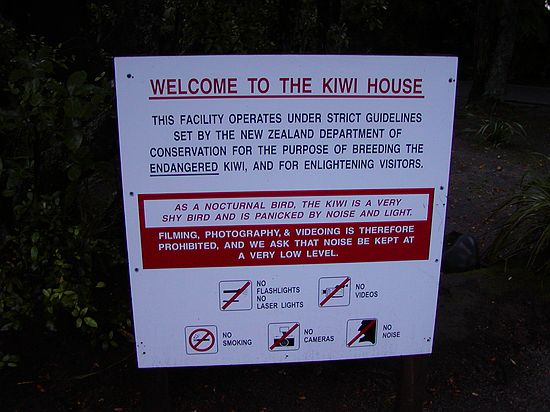 WELCOME TO THE KIWI HOUSE
THIS FACILITY OPERATES UNDER STRICT GUIDELINES
SET BY THE NEW ZEALAND DEPARTMENT OF
CONSERVATION FOR THE PURPOSE OF BREEDING THE
ENDANGERED KIWI, AND FOR ENLIGHTENING VISITORS.
AS A NOCTURNAL BIRD, THE KIWI IS A VERY
SHY BIRD AND IS PANICKED BY NOISE AND LIGHT.
FILMING, PHOTOGRAPHY, & VIDEOING IS THEREFORE
PROHIBITED, AND WE ASK THAT NOISE BE KEPT AT
A VERY LOW LEVEL.
NO
FLASHLIGHTS
NO
LASER LIGHTS
NO
VIDEOS
NO
SMOKING
NO
CAMERAS
NO
NOISE